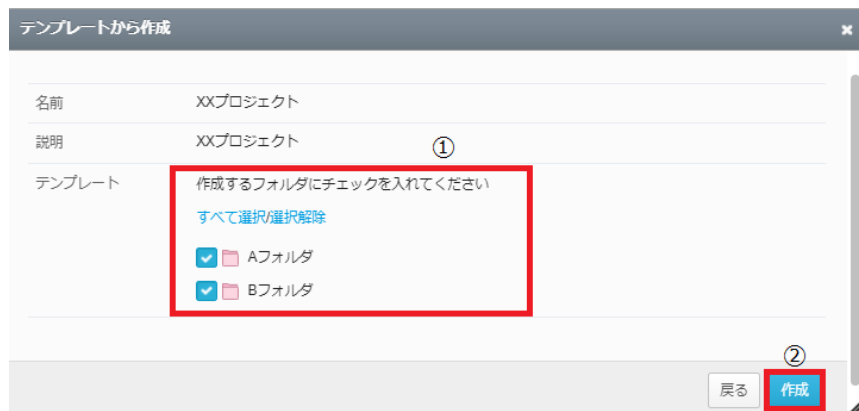 テンプレートから作成 ×
名前 XXプロジェクト
説明 XXプロジェクト
①
テンプレート 作成するフォルダにチェックを入れてください
すべて選択/選択解除
Aフォルダ
Bフォルダ
②
戻る 作成